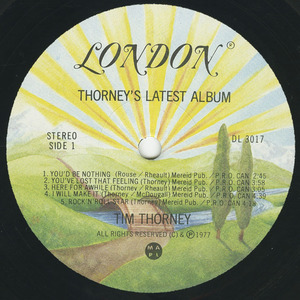 LONDON®
THORNEY'S LATEST ALBUM
STEREO
SIDE 1
DL 3017
1. YOU'D BE NOTHING (Rouse / Rheault) Mereid Pub. / P.R.O. CAN 2:45
2. YOU'VE LOST THAT FEELING (Thorney) Mereid Pub. / P.R.O. CAN 3:58
3. HERE FOR AWHILE (Thorney / Rheault) Mereid Pub. / P.R.O. CAN 3:05
4. I WILL MAKE IT (Thorney / McDougall) Mereid Pub. / P.R.O. CAN 4:39
5. ROCK'N'ROLL STAR (Thorney) Mereid Pub. / P.R.O. CAN
TIM THORNEY
ALL RIGHTS RESERVED (C) & Ⓟ 1977
M A
P L